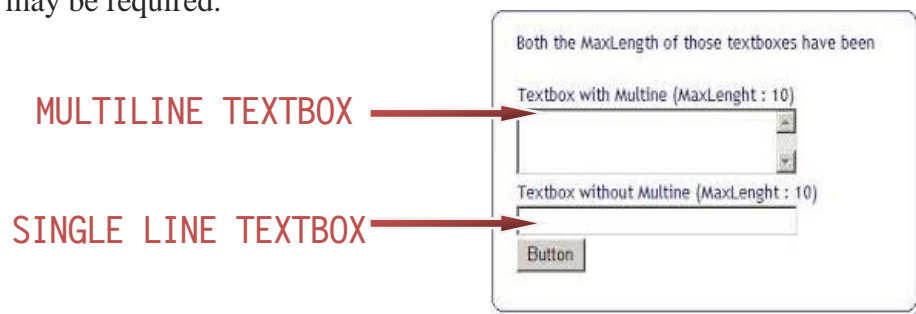 may be required.
Both the MaxLength of those textboxes have been
Textbox with Multine (MaxLenght : 10)
MULTILINE TEXTBOX
Textbox without Multine (MaxLenght : 10)
SINGLE LINE TEXTBOX
Button